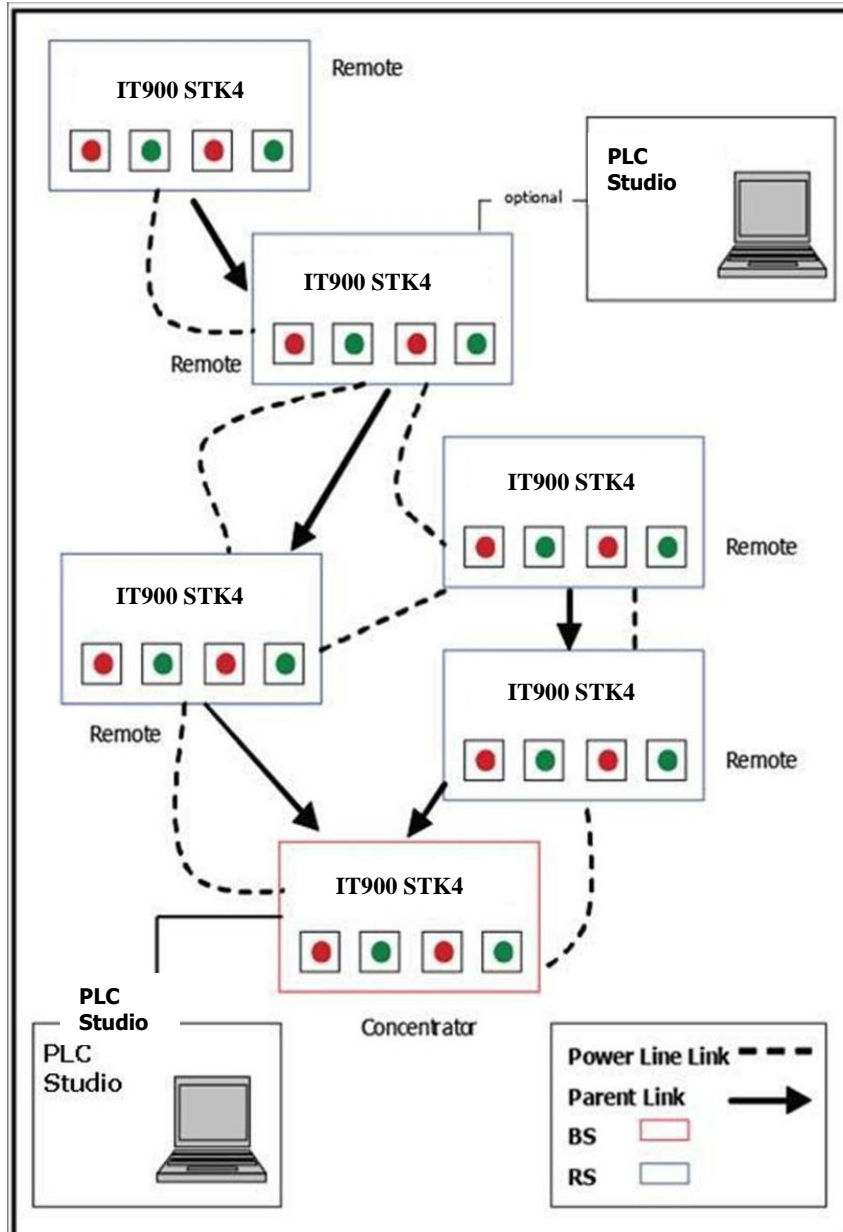 IT900 STK4
Remote
PLC
Studio
optional
IT900 STK4
Remote
IT900 STK4
Remote
IT900 STK4
Remote
IT900 STK4
Remote
IT900 STK4
Concentrator
PLC
Studio
PLC
Studio
Power Line Link
Parent Link
BS
RS